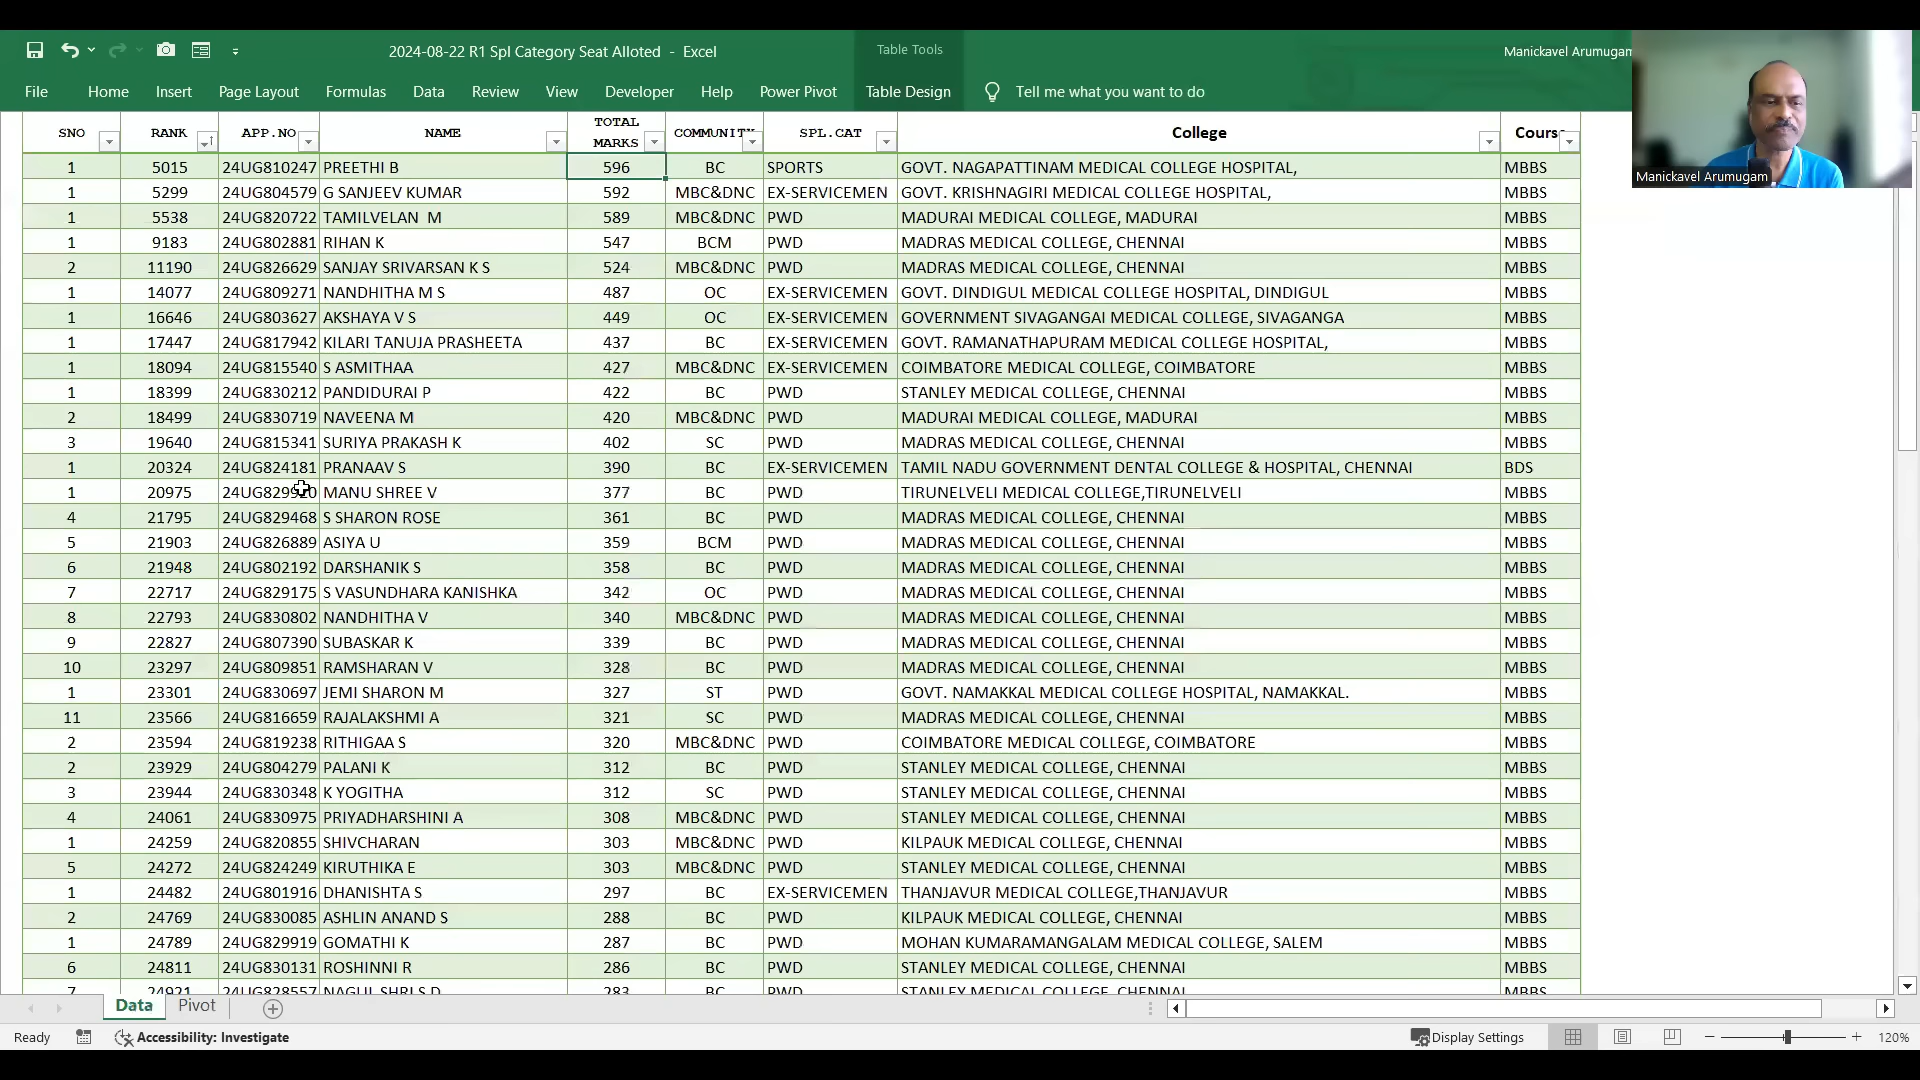 2024-08-22 R1 Spl Category Seat Alloted - Excel
Table Tools
Manickavel Arumugam
File Home Insert Page Layout Formulas Data Review View Developer Help Power Pivot Table Design Tell me what you want to do
Manickavel Arumugam
SNO RANK APP.NO NAME TOTAL MARKS COMMUNITY SPL.CAT College Course
1 5015 24UG810247 PREETHI B 596 BC SPORTS GOVT. NAGAPATTINAM MEDICAL COLLEGE HOSPITAL, MBBS
1 5299 24UG804579 G SANJEEV KUMAR 592 MBC&DNC EX-SERVICEMEN GOVT. KRISHNAGIRI MEDICAL COLLEGE HOSPITAL, MBBS
1 5538 24UG820722 TAMILVELAN M 589 MBC&DNC PWD MADURAI MEDICAL COLLEGE, MADURAI MBBS
1 9183 24UG802881 RIHAN K 547 BCM PWD MADRAS MEDICAL COLLEGE, CHENNAI MBBS
2 11190 24UG826629 SANJAY SRIVARSAN K S 524 MBC&DNC PWD MADRAS MEDICAL COLLEGE, CHENNAI MBBS
1 14077 24UG809271 NANDHITHA M S 487 OC EX-SERVICEMEN GOVT. DINDIGUL MEDICAL COLLEGE HOSPITAL, DINDIGUL MBBS
1 16646 24UG803627 AKSHAYA V S 449 OC EX-SERVICEMEN GOVERNMENT SIVAGANGAI MEDICAL COLLEGE, SIVAGANGA MBBS
1 17447 24UG817942 KILARI TANUJA PRASHEETA 437 BC EX-SERVICEMEN GOVT. RAMANATHAPURAM MEDICAL COLLEGE HOSPITAL, MBBS
1 18094 24UG815540 S ASMITHAA 427 MBC&DNC EX-SERVICEMEN COIMBATORE MEDICAL COLLEGE, COIMBATORE MBBS
1 18399 24UG830212 PANDIDURAI P 422 BC PWD STANLEY MEDICAL COLLEGE, CHENNAI MBBS
2 18499 24UG830719 NAVEENA M 420 MBC&DNC PWD MADURAI MEDICAL COLLEGE, MADURAI MBBS
3 19640 24UG815341 SURIYA PRAKASH K 402 SC PWD MADRAS MEDICAL COLLEGE, CHENNAI MBBS
1 20324 24UG824181 PRANAAV S 390 BC EX-SERVICEMEN TAMIL NADU GOVERNMENT DENTAL COLLEGE & HOSPITAL, CHENNAI BDS
1 20975 MANU SHREE V 377 BC PWD TIRUNELVELI MEDICAL COLLEGE,TIRUNELVELI MBBS
4 21795 24UG829468 S SHARON ROSE 361 BC PWD MADRAS MEDICAL COLLEGE, CHENNAI MBBS
5 21903 24UG826889 ASIYA U 359 BCM PWD MADRAS MEDICAL COLLEGE, CHENNAI MBBS
6 21948 24UG802192 DARSHANIK S 358 BC PWD MADRAS MEDICAL COLLEGE, CHENNAI MBBS
7 22717 24UG829175 S VASUNDHARA KANISHKA 342 OC PWD MADRAS MEDICAL COLLEGE, CHENNAI MBBS
8 22793 24UG830802 NANDHITHA V 340 MBC&DNC PWD MADRAS MEDICAL COLLEGE, CHENNAI MBBS
9 22827 24UG807390 SUBASKAR K 339 BC PWD MADRAS MEDICAL COLLEGE, CHENNAI MBBS
10 23297 24UG809851 RAMSHARAN V 328 BC PWD MADRAS MEDICAL COLLEGE, CHENNAI MBBS
1 23301 24UG830697 JEMI SHARON M 327 ST PWD GOVT. NAMAKKAL MEDICAL COLLEGE HOSPITAL, NAMAKKAL. MBBS
11 23566 24UG816659 RAJALAKSHMI A 321 SC PWD MADRAS MEDICAL COLLEGE, CHENNAI MBBS
2 23594 24UG819238 RITHIGAA S 320 MBC&DNC PWD COIMBATORE MEDICAL COLLEGE, COIMBATORE MBBS
2 23929 24UG804279 PALANI K 312 BC PWD STANLEY MEDICAL COLLEGE, CHENNAI MBBS
3 23944 24UG830348 K YOGITHA 312 SC PWD STANLEY MEDICAL COLLEGE, CHENNAI MBBS
4 24061 24UG830975 PRIYADHARSHINI A 308 MBC&DNC PWD STANLEY MEDICAL COLLEGE, CHENNAI MBBS
1 24259 24UG820855 SHIVCHARAN 303 MBC&DNC PWD KILPAUK MEDICAL COLLEGE, CHENNAI MBBS
5 24272 24UG824249 KIRUTHIKA E 303 MBC&DNC PWD STANLEY MEDICAL COLLEGE, CHENNAI MBBS
1 24482 24UG801916 DHANISHTA S 297 BC EX-SERVICEMEN THANJAVUR MEDICAL COLLEGE,THANJAVUR MBBS
2 24769 24UG830085 ASHLIN ANAND S 288 BC PWD KILPAUK MEDICAL COLLEGE, CHENNAI MBBS
1 24789 24UG829919 GOMATHI K 287 BC PWD MOHAN KUMARAMANGALAM MEDICAL COLLEGE, SALEM MBBS
6 24811 24UG830131 ROSHINNI R 286 BC PWD STANLEY MEDICAL COLLEGE, CHENNAI MBBS
7 24921 24UG828557 NAGUL SHRI S D 283 BC PWD STANLEY MEDICAL COLLEGE, CHENNAI MBBS
Data Pivot
Ready Accessibility: Investigate Display Settings 120%